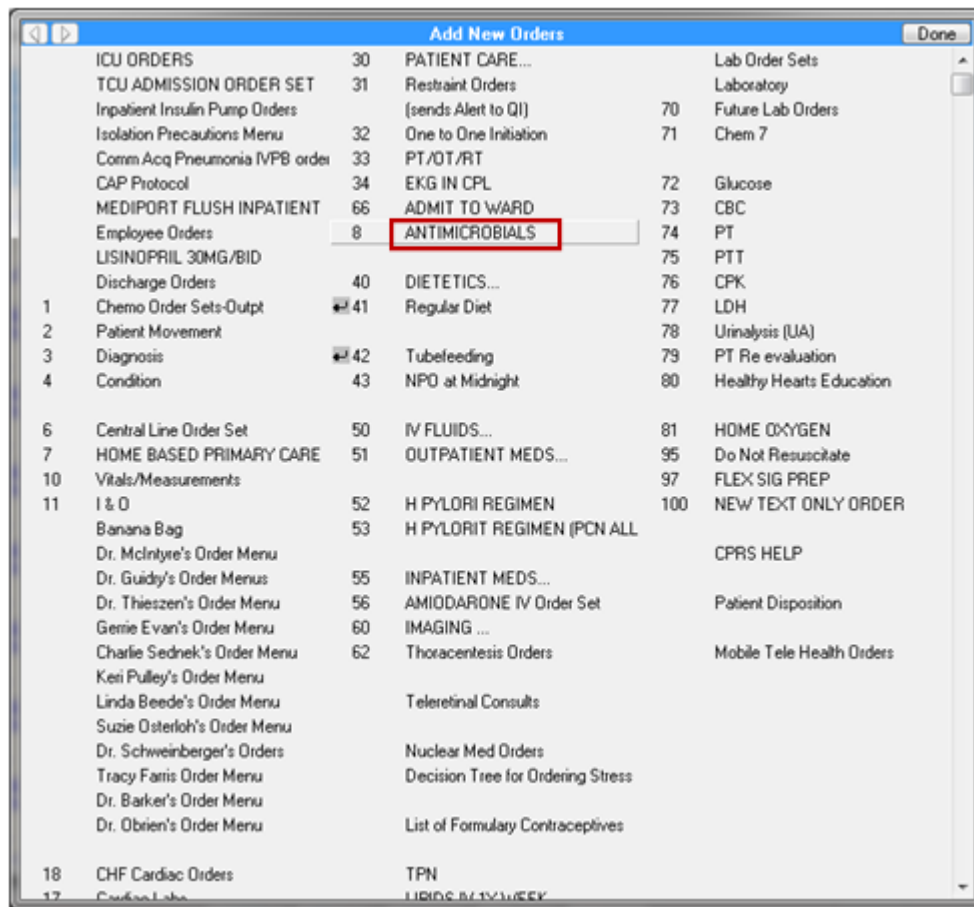 Add New Orders
Done
ICU ORDERS
TCU ADMISSION ORDER SET
Inpatient Insulin Pump Orders
Isolation Precautions Menu
Comm Acq Pneumonia IVPB order
CAP Protocol
MEDIPORT FLUSH INPATIENT
Employee Orders
LISINOPRIL 30MG/BID
Discharge Orders
1 Chemo Order Sets-Outpt
2 Patient Movement
3 Diagnosis
4 Condition
6 Central Line Order Set
7 HOME BASED PRIMARY CARE
10 Vitals/Measurements
11 I & O
Banana Bag
Dr. McIntyre's Order Menu
Dr. Guidry's Order Menus
Dr. Thieszen's Order Menu
Gerrie Evan's Order Menu
Charlie Sednek's Order Menu
Keri Pulley's Order Menu
Linda Beede's Order Menu
Suzie Osterloh's Order Menu
Dr. Schweinberger's Orders
Tracy Farris Order Menu
Dr. Barker's Order Menu
Dr. Obrien's Order Menu
18 CHF Cardiac Orders
30 PATIENT CARE...
31 Restraint Orders
(sends Alert to QI)
32 One to One Initiation
33 PT/OT/RT
34 EKG IN CPL
66 ADMIT TO WARD
8 ANTIMICROBIALS
40 DIETETICS...
41 Regular Diet
42 Tubefeeding
43 NPO at Midnight
50 IV FLUIDS...
51 OUTPATIENT MEDS...
52 H PYLORI REGIMEN
53 H PYLORIT REGIMEN (PCN ALL
55 INPATIENT MEDS...
56 AMIODARONE IV Order Set
60 IMAGING ...
62 Thoracentesis Orders
Teleretinal Consults
Nuclear Med Orders
Decision Tree for Ordering Stress
List of Formulary Contraceptives
TPN
Lab Order Sets
Laboratory
70 Future Lab Orders
71 Chem 7
72 Glucose
73 CBC
74 PT
75 PTT
76 CPK
77 LDH
78 Urinalysis (UA)
79 PT Re evaluation
80 Healthy Hearts Education
81 HOME OXYGEN
95 Do Not Resuscitate
97 FLEX SIG PREP
100 NEW TEXT ONLY ORDER
CPRS HELP
Patient Disposition
Mobile Tele Health Orders